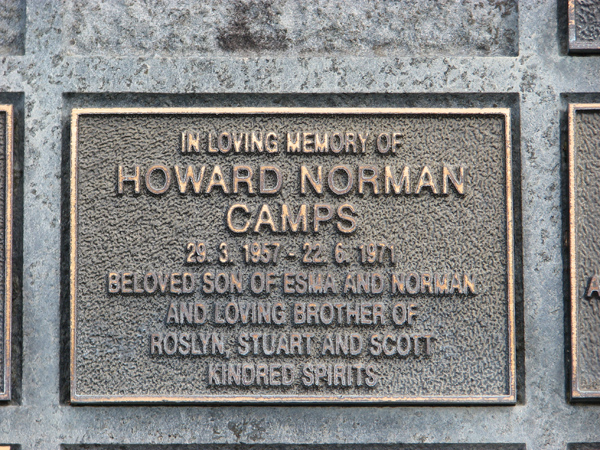 IN LOVING MEMORY OF
HOWARD NORMAN
CAMPS
29. 3. 1957 - 22. 6. 1971
BELOVED SON OF ESMA AND NORMAN
AND LOVING BROTHER OF
ROSLYN, STUART AND SCOTT
KINDRED SPIRITS